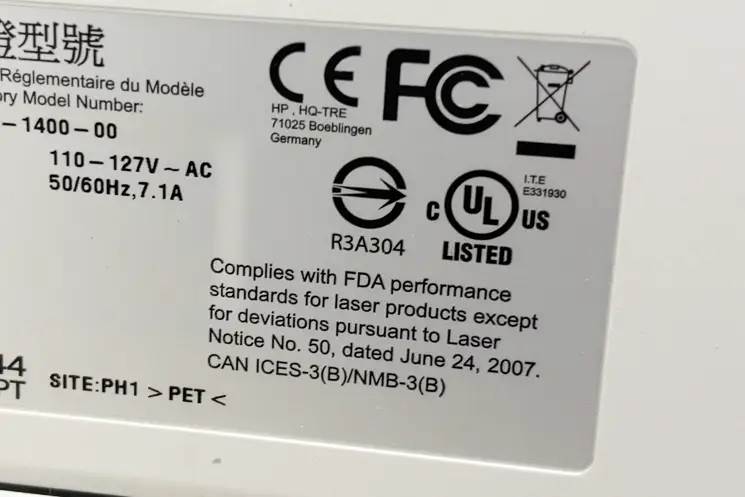 型號
Réglementaire du Modèle
Model Number:
-1400-00
110-127V~AC
50/60Hz,7.1A
CE FC
HP , HQ-TRE
71025 Boeblingen
Germany
R3A304
C UL US
LISTED
I.T.E
E331930
Complies with FDA performance
standards for laser products except
for deviations pursuant to Laser
Notice No. 50, dated June 24, 2007.
CAN ICES-3(B)/NMB-3(B)
SITE:PH1 >PET<